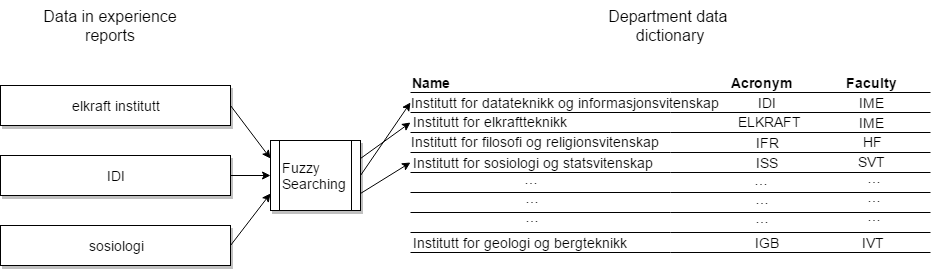 Data in experience
reports
Department data
dictionary
elkraft institutt
IDI
sosiologi
Fuzzy
Searching
Name Acronym Faculty
Institutt for datateknikk og informasjonsvitenskap IDI IME
Institutt for elkraftteknikk ELKRAFT IME
Institutt for filosofi og religionsvitenskap IFR HF
Institutt for sosiologi og statsvitenskap ISS SVT
... ... ...
... ... ...
... ... ...
Institutt for geologi og bergteknikk IGB IVT